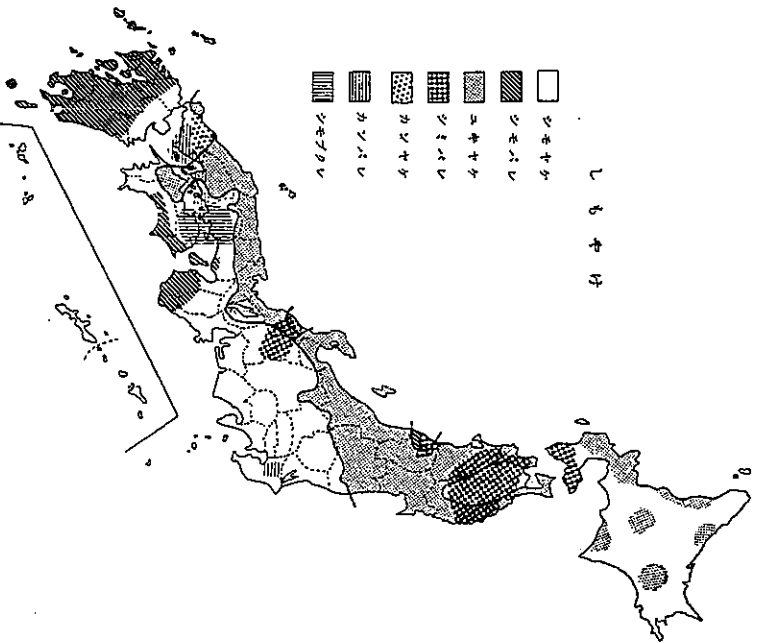 しもやけ
シモヤケ
シモバレ
ユキヤケ
シミバレ
カンヤケ
カンバレ
シモブクレ